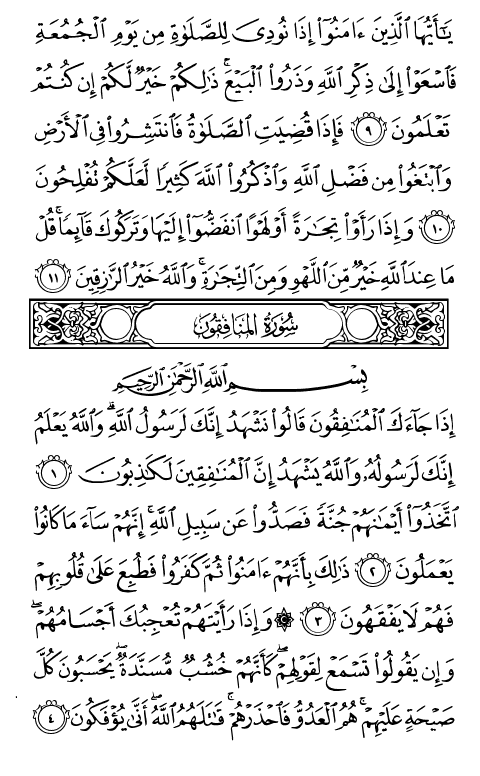 يَٰٓأَيُّهَا ٱلَّذِينَ ءَامَنُوٓا۟ إِذَا نُودِىَ لِلصَّلَوٰةِ مِن يَوْمِ ٱلْجُمُعَةِ
فَٱسْعَوْا۟ إِلَىٰ ذِكْرِ ٱللَّهِ وَذَرُوا۟ ٱلْبَيْعَ ۚ ذَٰلِكُمْ خَيْرٌ لَّكُمْ إِن كُنتُمْ
تَعْلَمُونَ ٩ فَإِذَا قُضِيَتِ ٱلصَّلَوٰةُ فَٱنتَشِرُوا۟ فِى ٱلْأَرْضِ
وَٱبْتَغُوا۟ مِن فَضْلِ ٱللَّهِ وَٱذْكُرُوا۟ ٱللَّهَ كَثِيرًا لَّعَلَّكُمْ تُفْلِحُونَ
١٠ وَإِذَا رَأَوْا۟ تِجَٰرَةً أَوْ لَهْوًا ٱنفَضُّوٓا۟ إِلَيْهَا وَتَرَكُوكَ قَآئِمًا ۚ قُلْ
مَا عِندَ ٱللَّهِ خَيْرٌ مِّنَ ٱللَّهْوِ وَمِنَ ٱلتِّجَٰرَةِ ۚ وَٱللَّهُ خَيْرُ ٱلرَّٰزِقِينَ ١١
سُورَةُ المُنَافِقُونَ
بِسْمِ ٱللَّهِ ٱلرَّحْمَٰنِ ٱلرَّحِيمِ
إِذَا جَآءَكَ ٱلْمُنَٰفِقُونَ قَالُوا۟ نَشْهَدُ إِنَّكَ لَرَسُولُ ٱللَّهِ ۗ وَٱللَّهُ يَعْلَمُ
إِنَّكَ لَرَسُولُهُۥ وَٱللَّهُ يَشْهَدُ إِنَّ ٱلْمُنَٰفِقِينَ لَكَٰذِبُونَ ١
ٱتَّخَذُوٓا۟ أَيْمَٰنَهُمْ جُنَّةً فَصَدُّوا۟ عَن سَبِيلِ ٱللَّهِ ۚ إِنَّهُمْ سَآءَ مَا كَانُوا۟
يَعْمَلُونَ ٢ ذَٰلِكَ بِأَنَّهُمْ ءَامَنُوا۟ ثُمَّ كَفَرُوا۟ فَطُبِعَ عَلَىٰ قُلُوبِهِمْ
فَهُمْ لَا يَفْقَهُونَ ٣ ۞ وَإِذَا رَأَيْتَهُمْ تُعْجِبُكَ أَجْسَامُهُمْ ۖ
وَإِن يَقُولُوا۟ تَسْمَعْ لِقَوْلِهِمْ ۖ كَأَنَّهُمْ خُشُبٌ مُّسَنَّدَةٌ ۖ يَحْسَبُونَ كُلَّ
صَيْحَةٍ عَلَيْهِمْ ۚ هُمُ ٱلْعَدُوُّ فَٱحْذَرْهُمْ ۚ قَٰتَلَهُمُ ٱللَّهُ ۖ أَنَّىٰ يُؤْفَكُونَ ٤